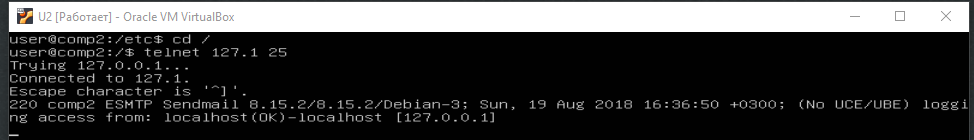 U2 [Работает] - Oracle VM VirtualBox
user@comp2:/etc$ cd /
user@comp2:/$ telnet 127.1 25
Trying 127.0.0.1...
Connected to 127.1.
Escape character is '^]'.
220 comp2 ESMTP Sendmail 8.15.2/8.15.2/Debian-3; Sun, 19 Aug 2018 16:36:50 +0300; (No UCE/UBE) loggi
ng access from: localhost(OK)-localhost [127.0.0.1]